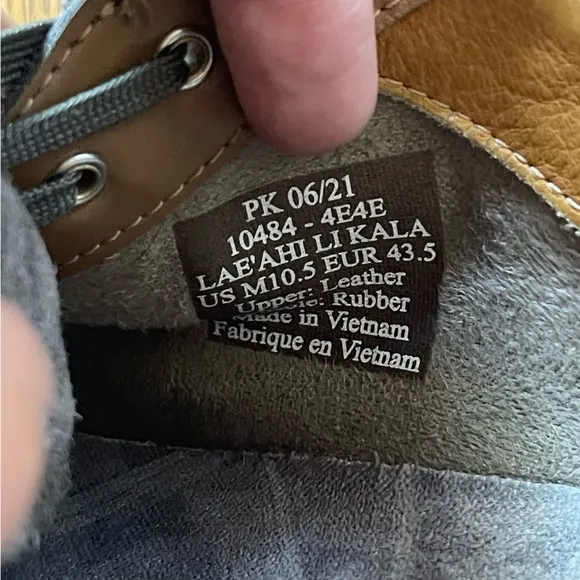 PK 06/21
10484 - 4E4E
LAE'AHI LI KALA
US M10.5 EUR 43.5
Upper: Leather
Rubber
Made in Vietnam
Fabrique en Vietnam